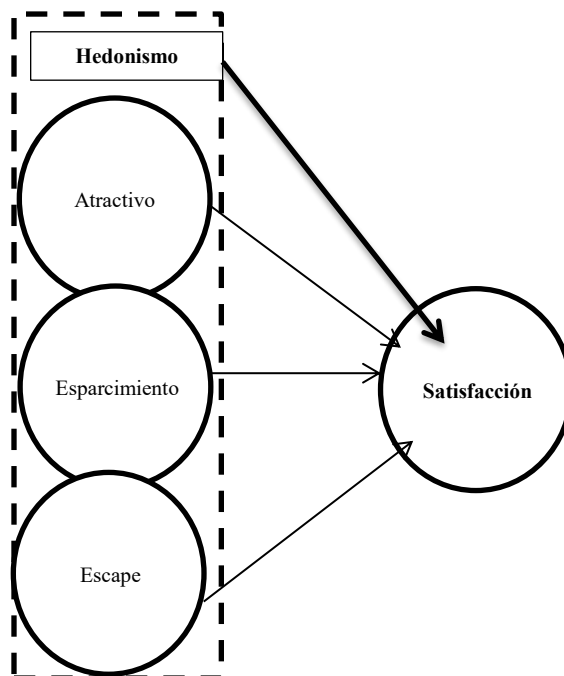 Hedonismo
Atractivo
Esparcimiento
Satisfacción
Escape